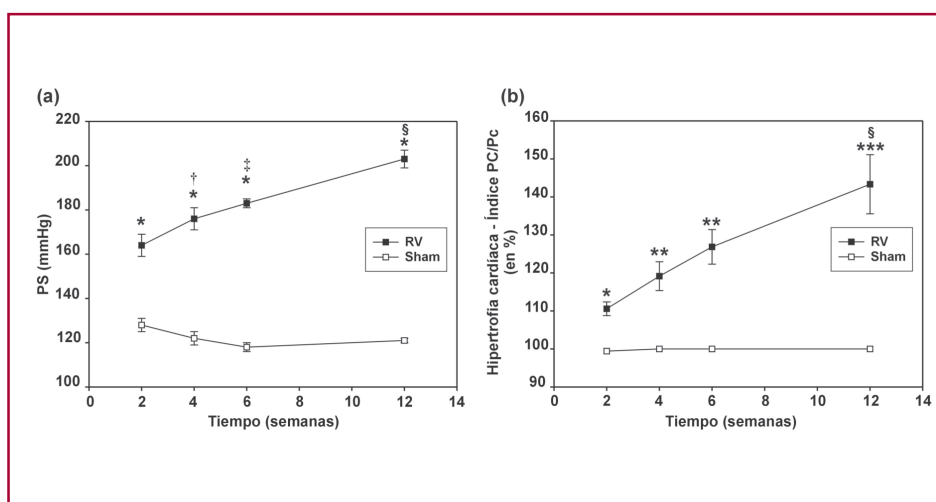 (a)
220
200
180
160
140
120
100
PS (mmHg)
*
†
*
‡
*
§
*
RV
Sham
0 2 4 6 8 10 12 14
Tiempo (semanas)
(b)
160
150
140
130
120
110
100
90
Hipertrofia cardíaca - Índice PC/Pc
(en %)
*
**
**
§
***
RV
Sham
0 2 4 6 8 10 12 14
Tiempo (semanas)